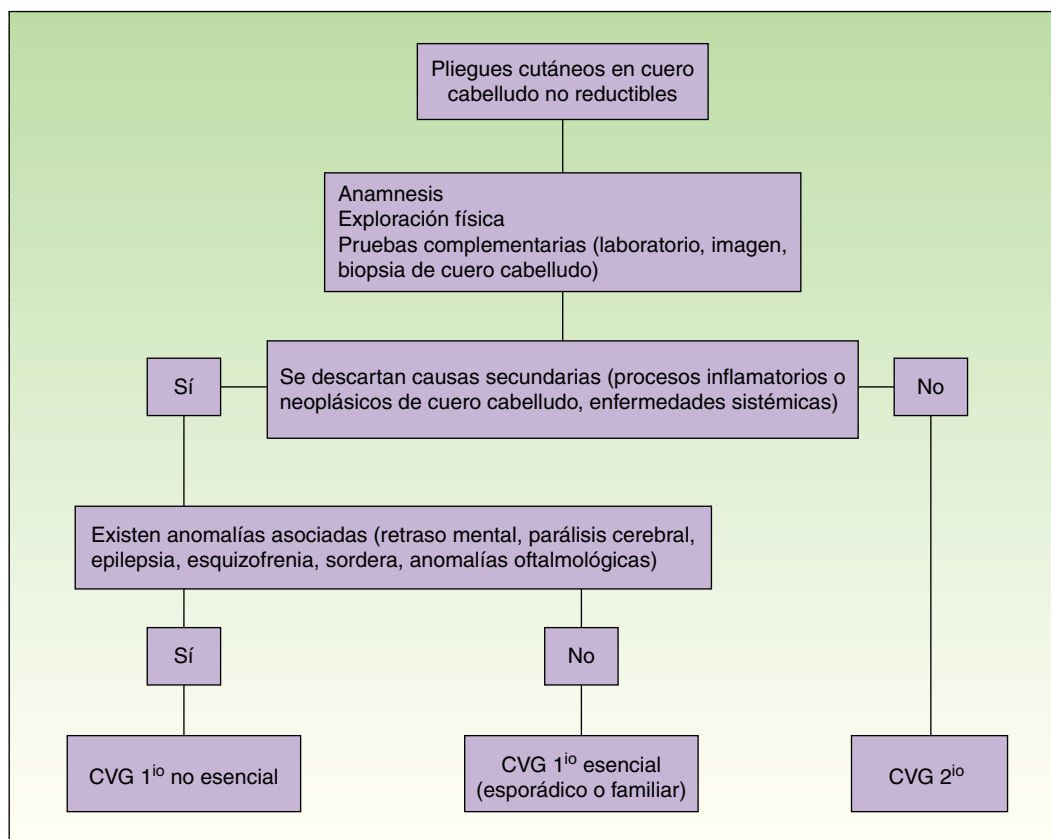 Pliegues cutáneos en cuero
cabelludo no reductibles
Anamnesis
Exploración física
Pruebas complementarias (laboratorio, imagen,
biopsia de cuero cabelludo)
Sí
Se descartan causas secundarias (procesos inflamatorios o
neoplásicos de cuero cabelludo, enfermedades sistémicas)
No
Existen anomalías asociadas (retraso mental, parálisis cerebral,
epilepsia, esquizofrenia, sordera, anomalías oftalmológicas)
Sí
No
CVG 1io no esencial
CVG 1io esencial
(esporádico o familiar)
CVG 2io